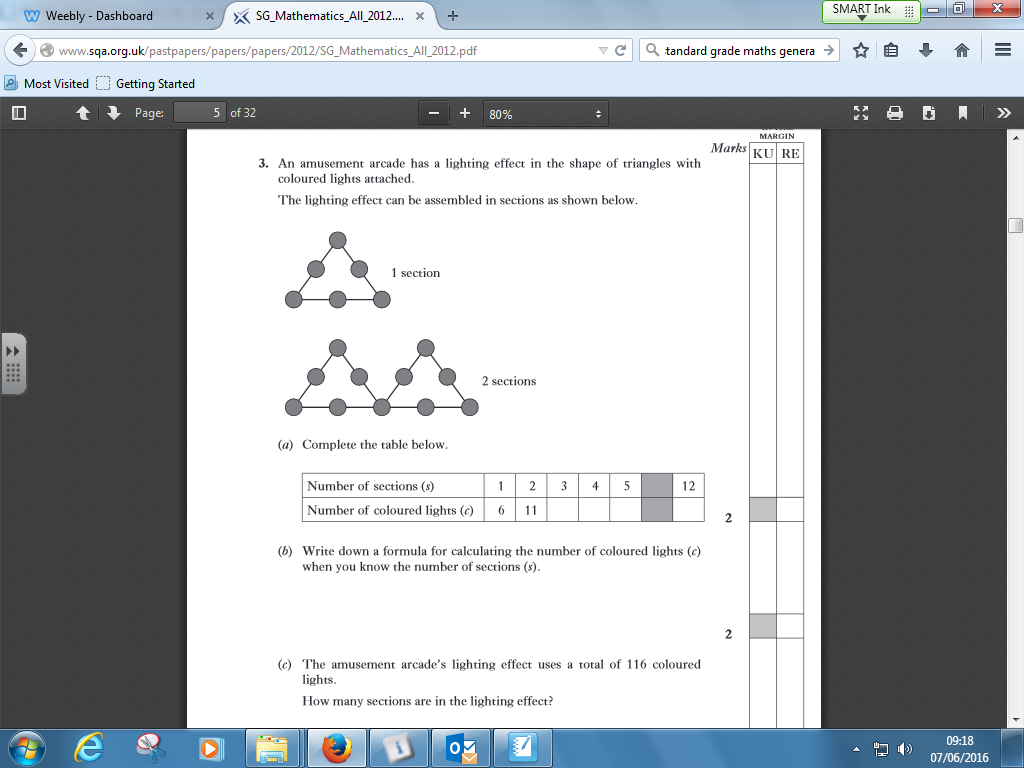 Weebly - Dashboard
SG_Mathematics_All_2012....
SMART Ink
www.sqa.org.uk/pastpapers/papers/papers/2012/SG_Mathematics_All_2012.pdf
tandard grade maths genera
Most Visited
Getting Started
Page: 5 of 32
80%
MARGIN
Marks KU RE
3. An amusement arcade has a lighting effect in the shape of triangles with
coloured lights attached.
The lighting effect can be assembled in sections as shown below.
1 section
2 sections
(a) Complete the table below.
Number of sections (s) 1 2 3 4 5 12
Number of coloured lights (c) 6 11
2
(b) Write down a formula for calculating the number of coloured lights (c)
when you know the number of sections (s).
2
(c) The amusement arcade's lighting effect uses a total of 116 coloured
lights.
How many sections are in the lighting effect?
09:18
07/06/2016